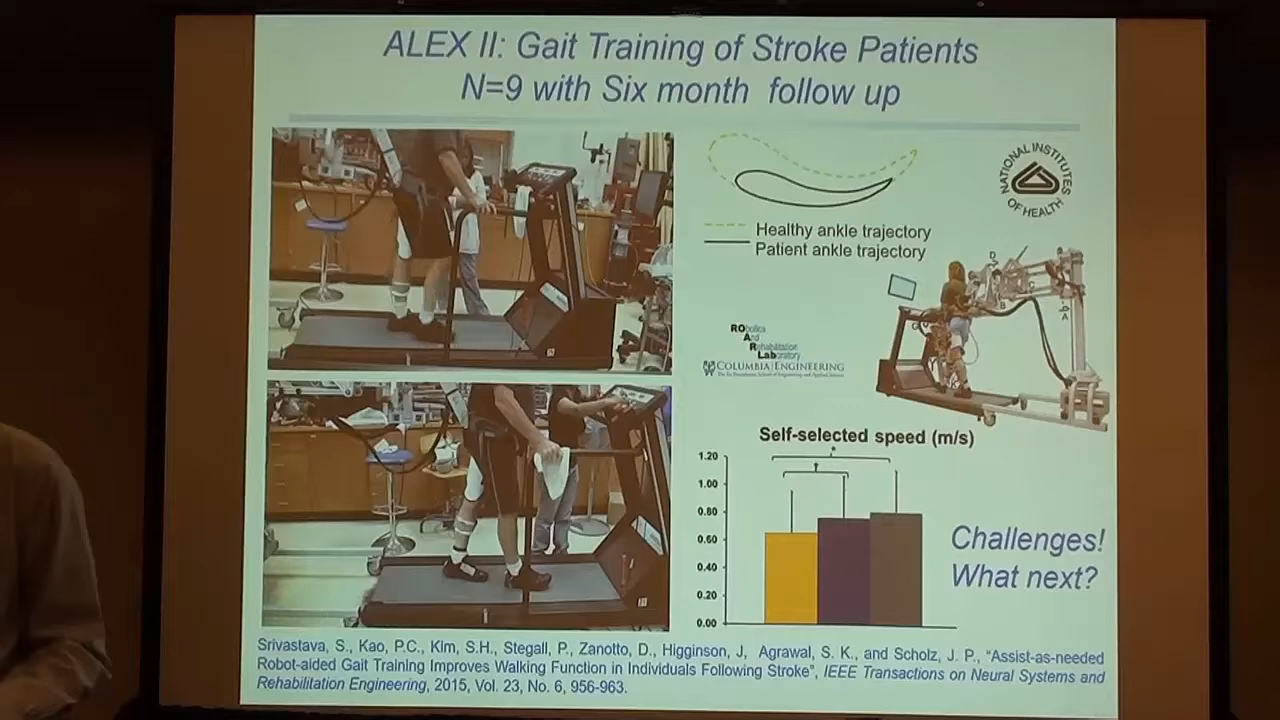 ALEX II: Gait Training of Stroke Patients
N=9 with Six month follow up
NATIONAL INSTITUTES
OF HEALTH
Healthy ankle trajectory
Patient ankle trajectory
RObotics
And
Rehabilitation
Laboratory
COLUMBIA ENGINEERING
Self-selected speed (m/s)
1.20
1.00
0.80
0.60
0.40
0.20
0.00
Challenges!
What next?
Srivastava, S., Kao, P.C., Kim, S.H., Stegall, P., Zanotto, D., Higginson, J, Agrawal, S. K., and Scholz, J. P., "Assist-as-needed
Robot-aided Gait Training Improves Walking Function in Individuals Following Stroke", IEEE Transactions on Neural Systems and
Rehabilitation Engineering, 2015, Vol. 23, No. 6, 956-963.